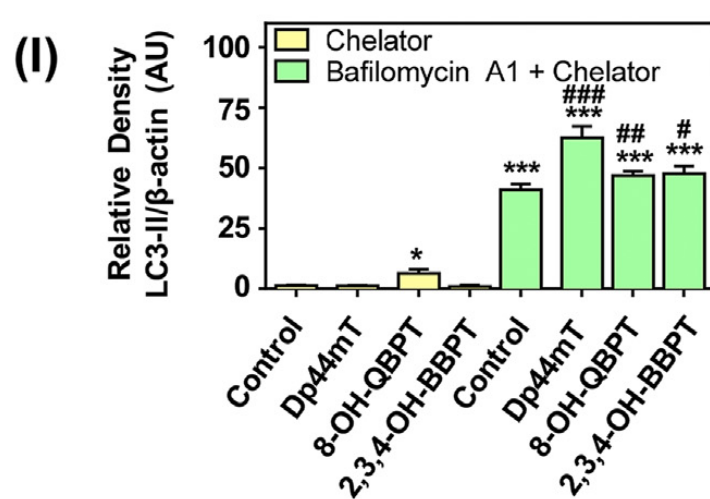 (I)
Relative Density
LC3-II/β-actin (AU)
100
75
50
25
0
Chelator
Bafilomycin A1 + Chelator
*
***
###
***
##
***
#
***
Control
Dp44mT
8-OH-QBPT
2,3,4-OH-BBPT
Control
Dp44mT
8-OH-QBPT
2,3,4-OH-BBPT